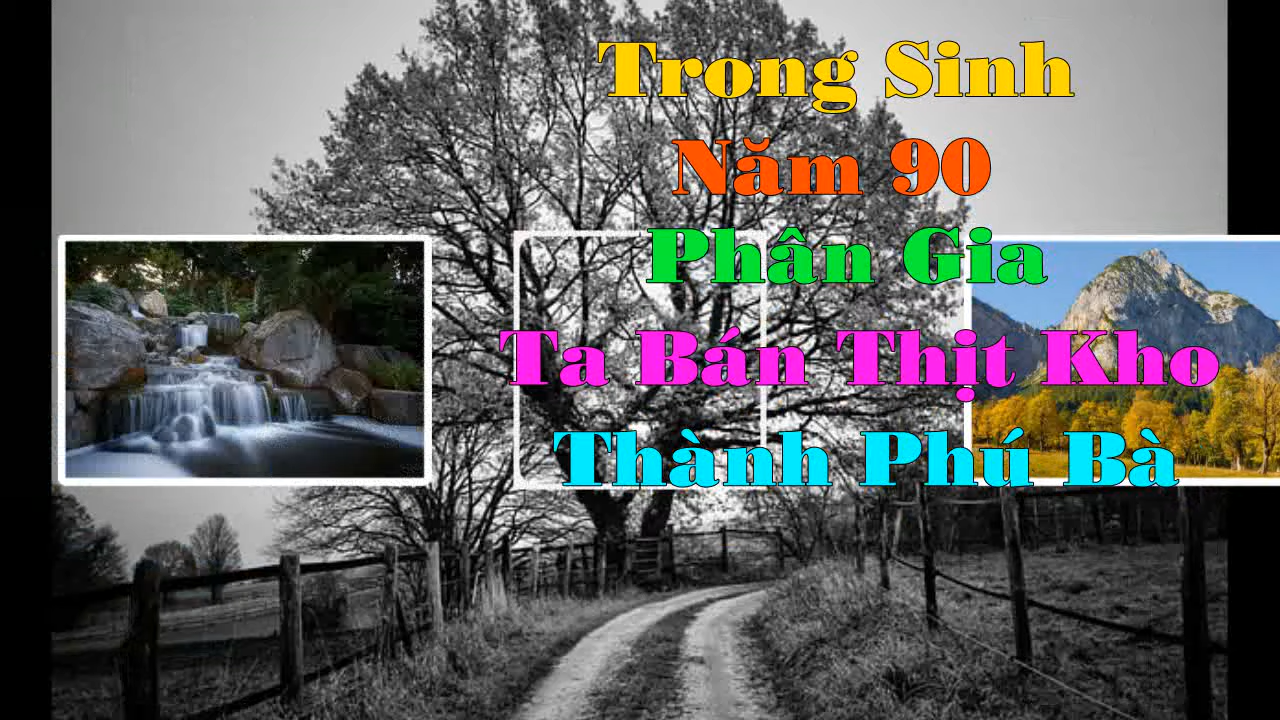 Trong Sinh
Năm 90
Phân Gia
Ta Bán Thịt Kho
Thành Phú Bà